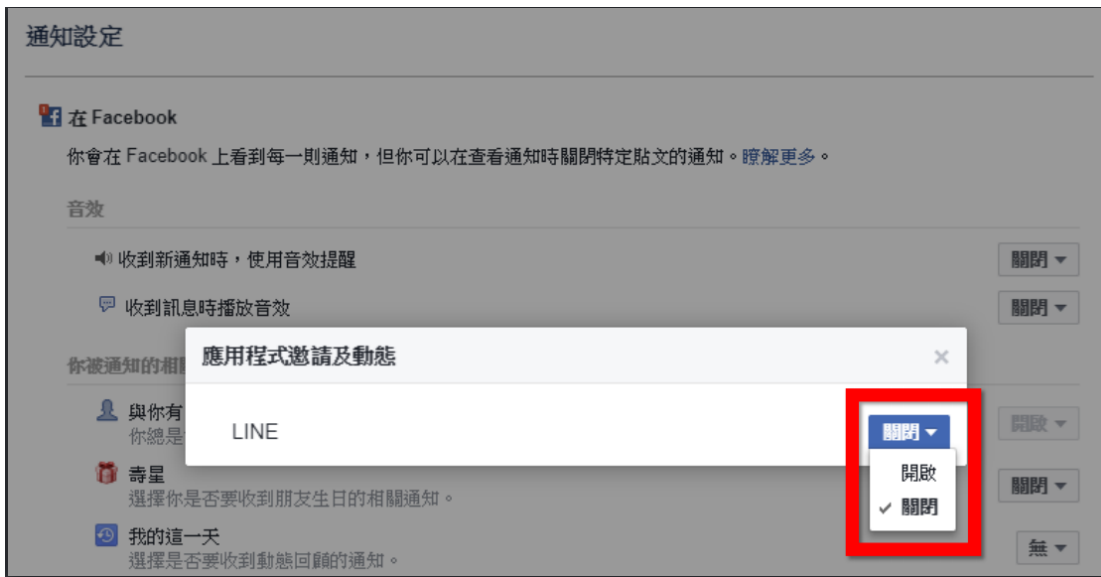 通知設定
在 Facebook
你會在 Facebook 上看到每一則通知，但你可以在查看通知時關閉特定貼文的通知。瞭解更多。
音效
收到新通知時，使用音效提醒 關閉
收到訊息時播放音效 關閉
應用程式邀請及動態 ×
你被通知的相
與你有 開啟
你總是
LINE 關閉
開啟
關閉
壽星 關閉
選擇你是否要收到朋友生日的相關通知。
我的這一天 無
選擇是否要收到動態回顧的通知。